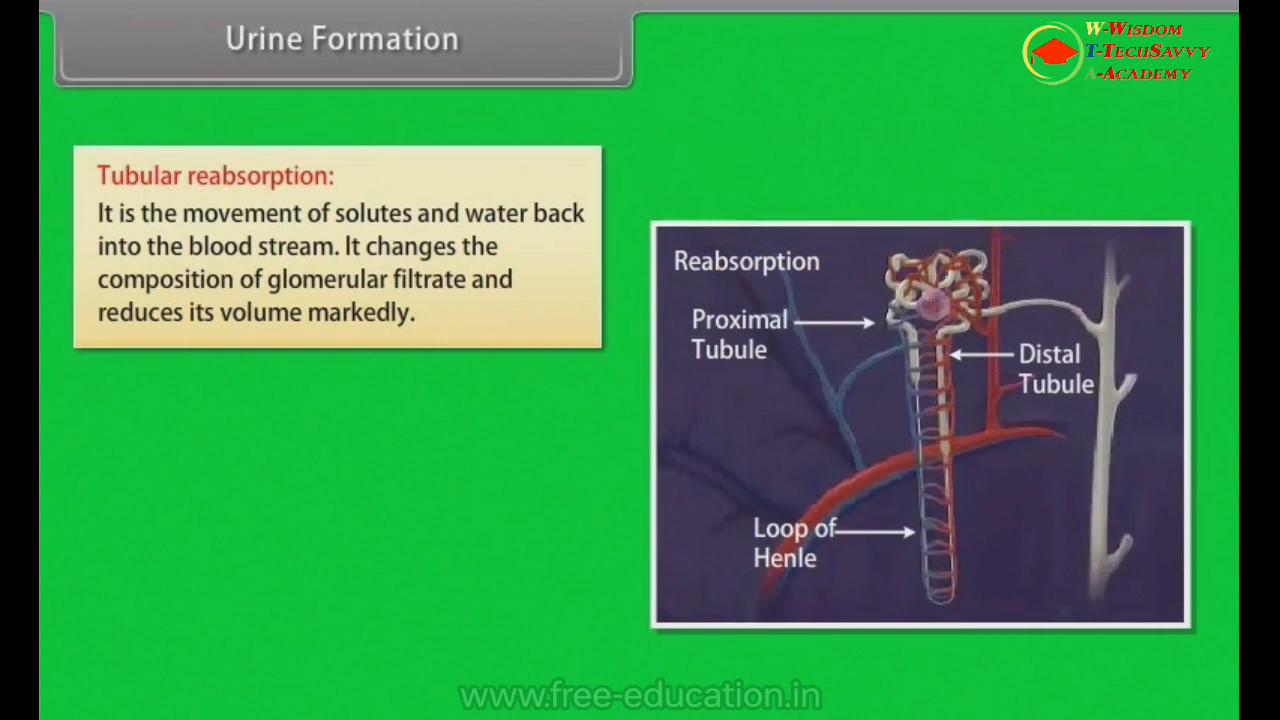 Urine Formation
W-Wisdom
T-TechSavvy
A-Academy
Tubular reabsorption:
It is the movement of solutes and water back
into the blood stream. It changes the
composition of glomerular filtrate and
reduces its volume markedly.
Reabsorption
Proximal
Tubule
Distal
Tubule
Loop of
Henle
www.free-education.in